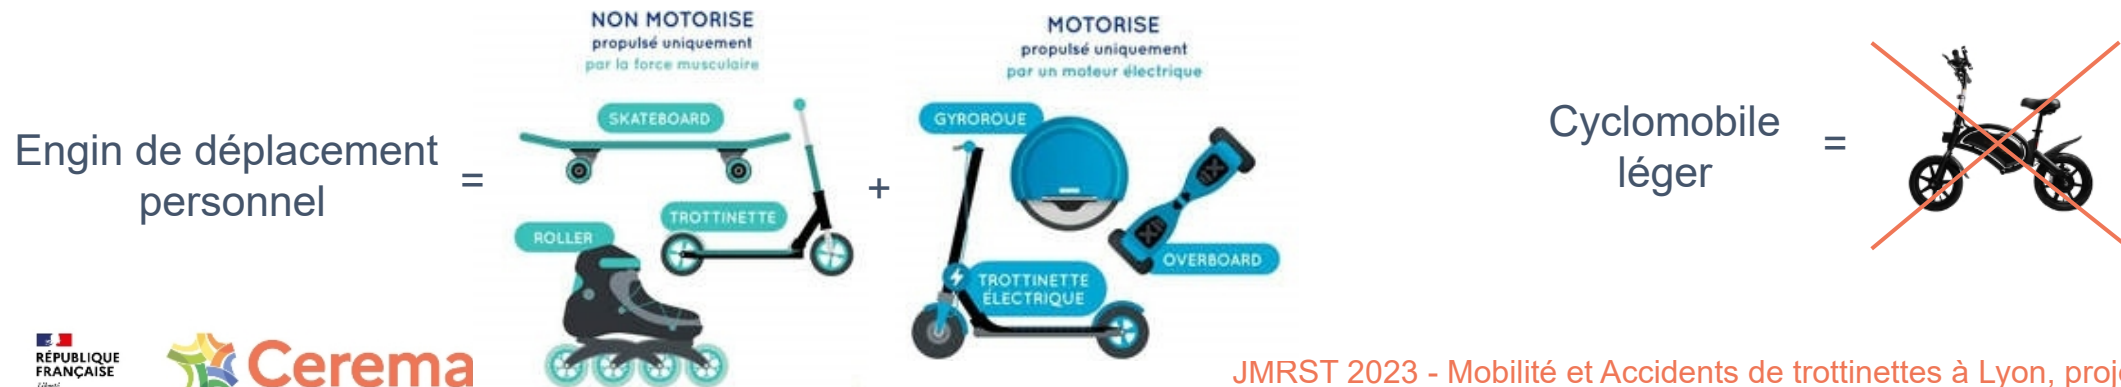 Engin de déplacement
personnel
=
NON MOTORISE
propulsé uniquement
par la force musculaire
SKATEBOARD
TROTTINETTE
ROLLER
+
MOTORISE
propulsé uniquement
par un moteur électrique
GYROROUE
OVERBOARD
TROTTINETTE
ÉLECTRIQUE
Cyclomobile
léger
=
RÉPUBLIQUE
FRANÇAISE
Liberté
Cerema
JMRST 2023 - Mobilité et Accidents de trottinettes à Lyon, proj